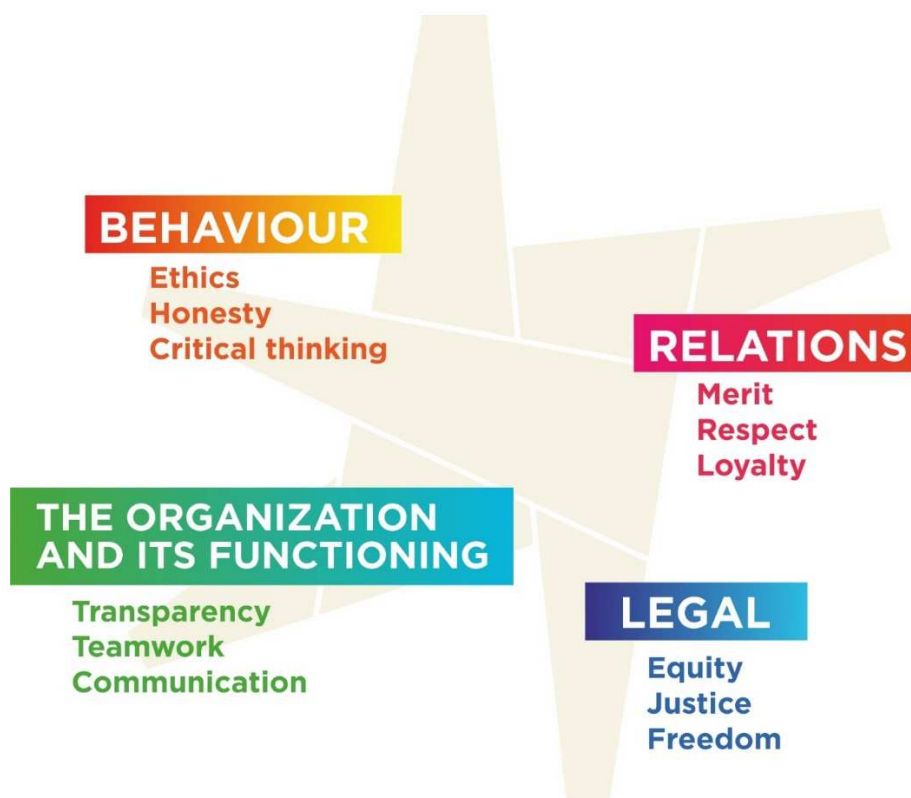 BEHAVIOUR
Ethics
Honesty
Critical thinking
RELATIONS
Merit
Respect
Loyalty
THE ORGANIZATION
AND ITS FUNCTIONING
Transparency
Teamwork
Communication
LEGAL
Equity
Justice
Freedom